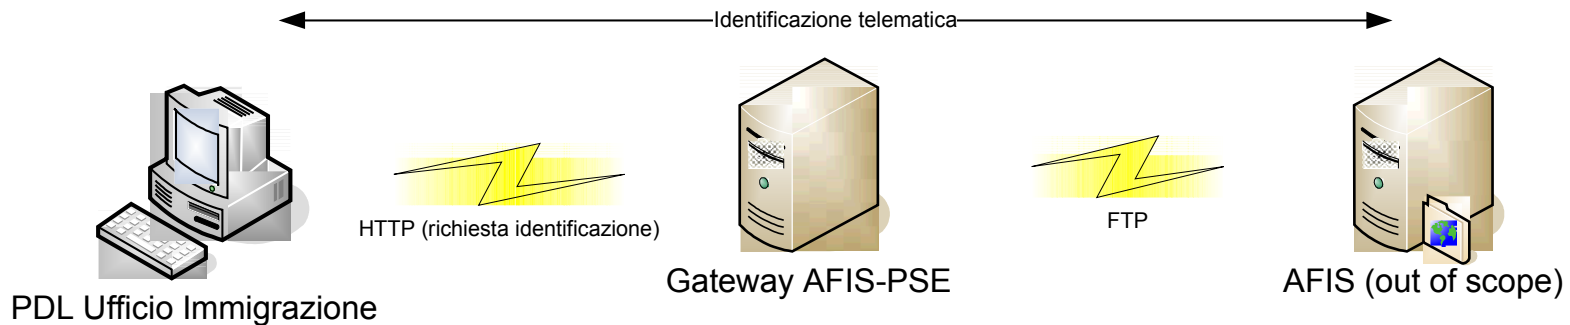 Identificazione telematica
HTTP (richiesta identificazione)
FTP
Gateway AFIS-PSE
AFIS (out of scope)
PDL Ufficio Immigrazione